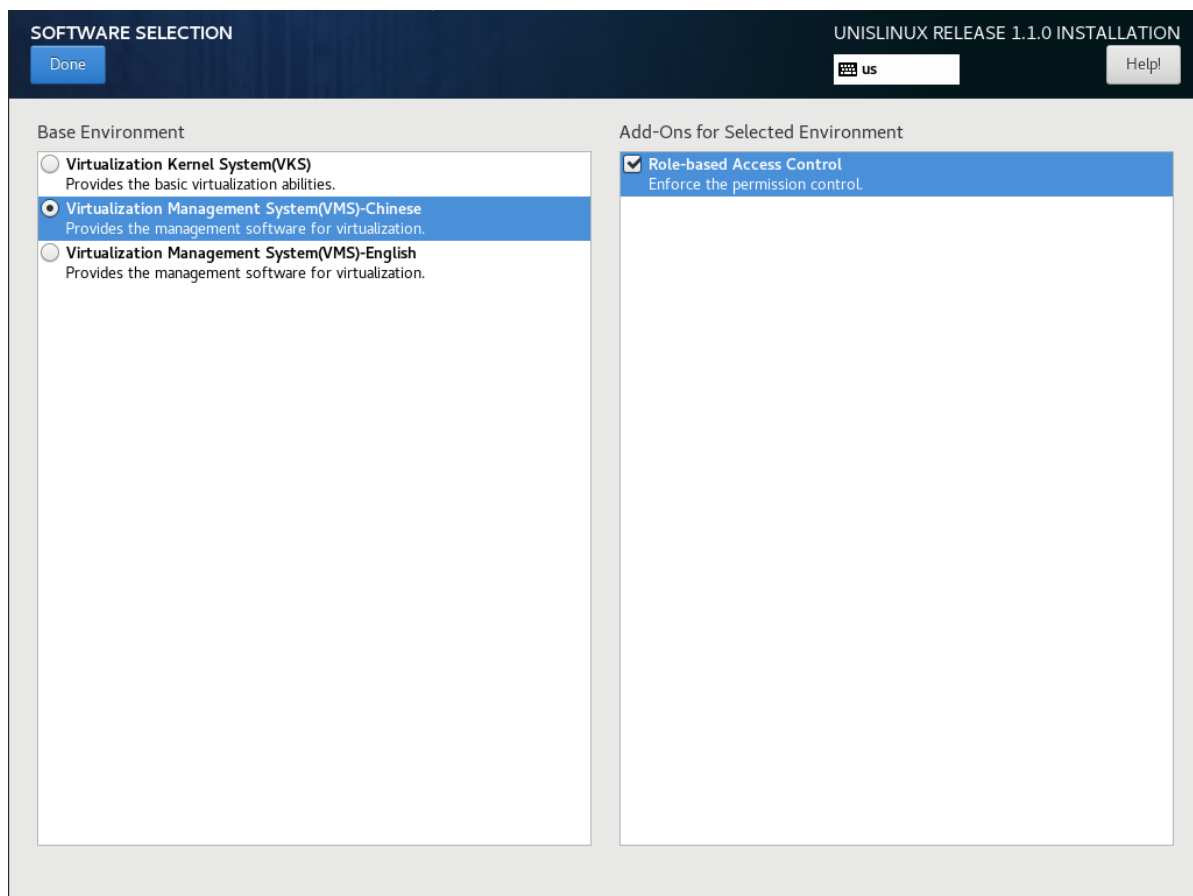 SOFTWARE SELECTION
UNISLINUX RELEASE 1.1.0 INSTALLATION
Done
us
Help!
Base Environment
Virtualization Kernel System(VKS)
Provides the basic virtualization abilities.
Virtualization Management System(VMS)-Chinese
Provides the management software for virtualization.
Virtualization Management System(VMS)-English
Provides the management software for virtualization.
Add-Ons for Selected Environment
Role-based Access Control
Enforce the permission control.